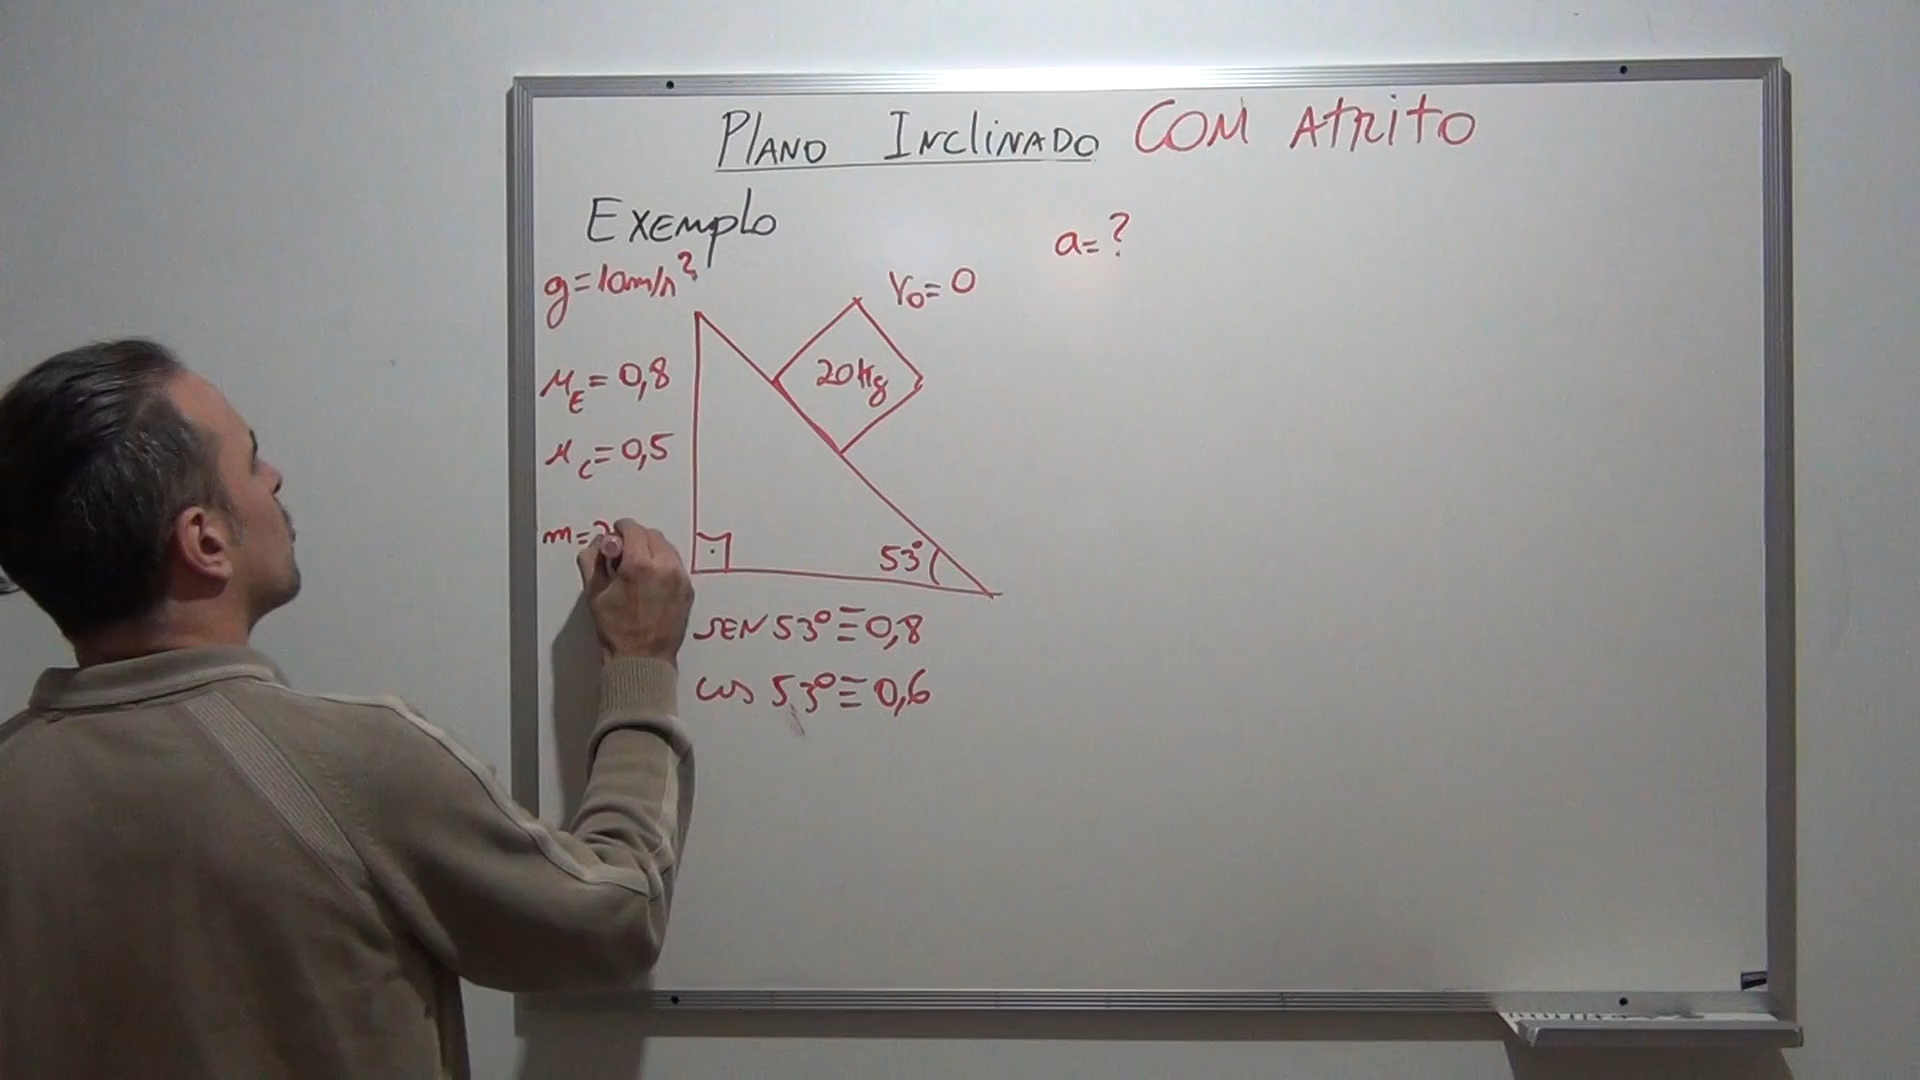 PLANO INCLINADO COM ATRITO
EXEMPLO
a=?
g=10m/s²
V₀=0
20kg
μE=0,8
μC=0,5
m=
53°
SEN 53°≡0,8
cos 53°≡0,6